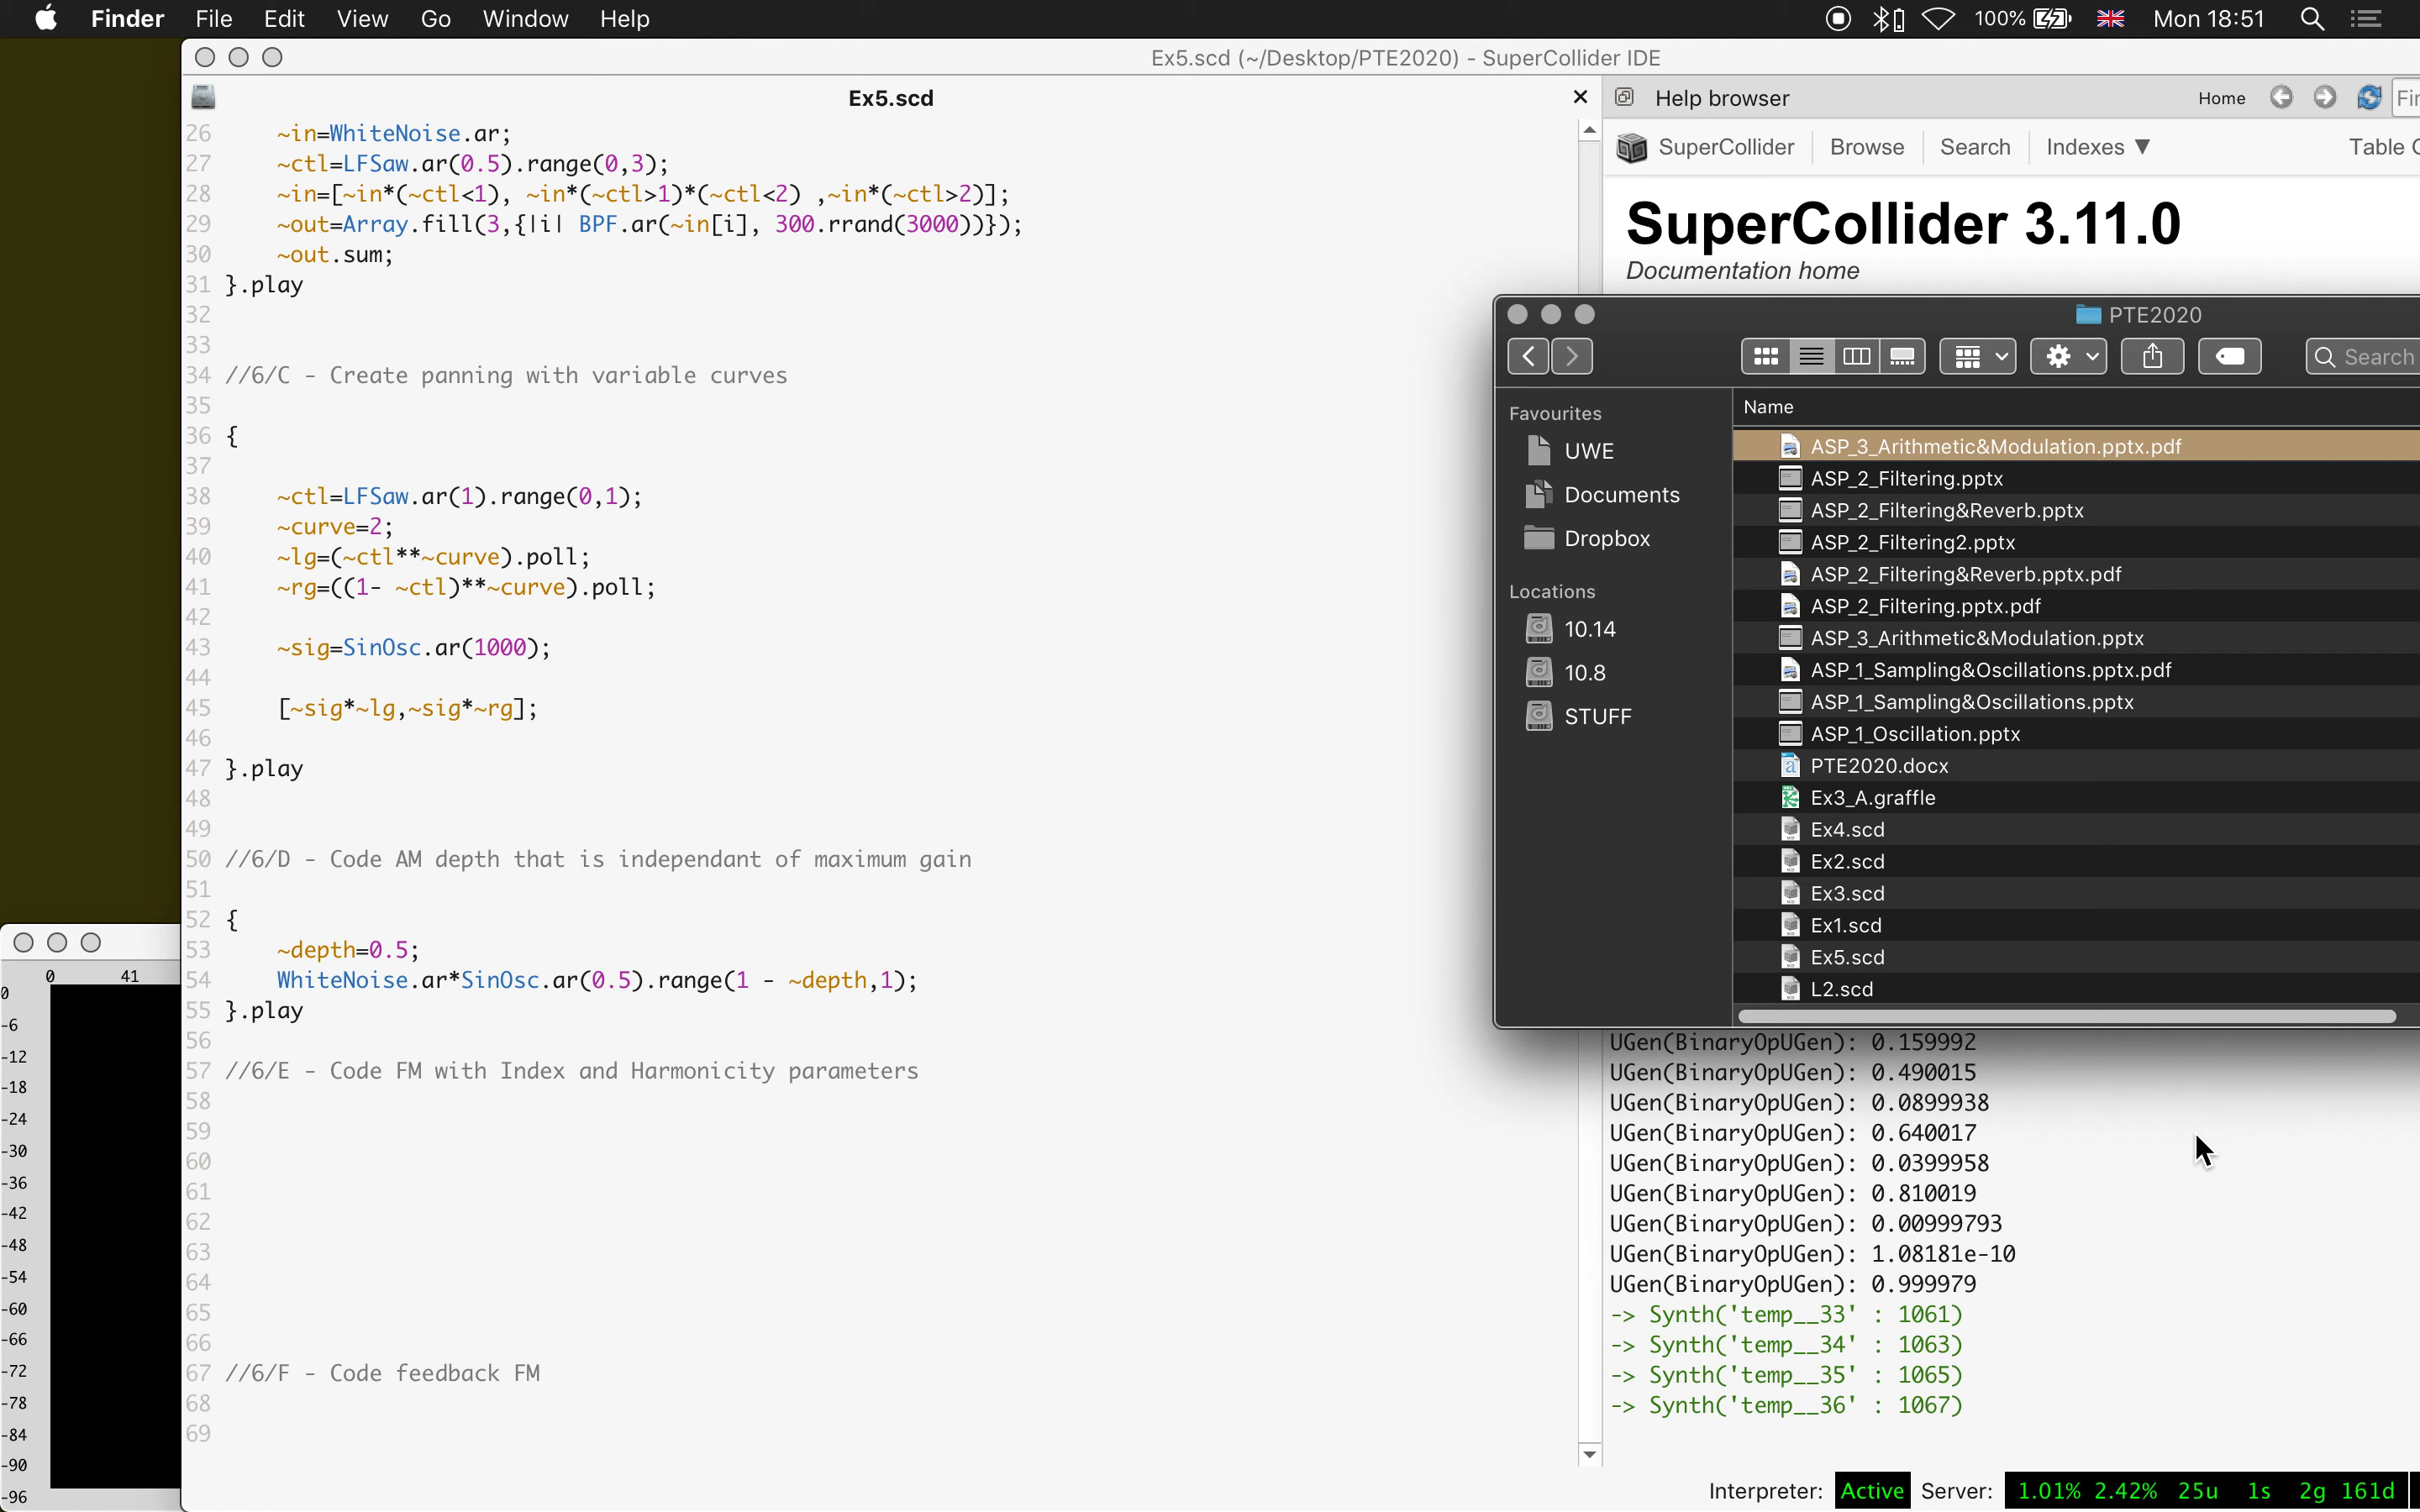 Finder File Edit View Go Window Help 100% Mon 18:51
Ex5.scd (~/Desktop/PTE2020) - SuperCollider IDE
Ex5.scd
26 ~in=WhiteNoise.ar;
27 ~ctl=LFSaw.ar(0.5).range(0,3);
28 ~in=[~in*(~ctl<1), ~in*(~ctl>1)*(~ctl<2) ,~in*(~ctl>2)];
29 ~out=Array.fill(3,{|i| BPF.ar(~in[i], 300.rrand(3000))});
30 ~out.sum;
31 }.play
32
33
34 //6/C - Create panning with variable curves
35
36 {
37
38 ~ctl=LFSaw.ar(1).range(0,1);
39 ~curve=2;
40 ~lg=(~ctl**~curve).poll;
41 ~rg=((1- ~ctl)**~curve).poll;
42
43 ~sig=SinOsc.ar(1000);
44
45 [~sig*~lg,~sig*~rg];
46
47 }.play
48
49
50 //6/D - Code AM depth that is independant of maximum gain
51
52 {
53 ~depth=0.5;
54 WhiteNoise.ar*SinOsc.ar(0.5).range(1 - ~depth,1);
55 }.play
56
57 //6/E - Code FM with Index and Harmonicity parameters
58
59
60
61
62
63
64
65
66
67 //6/F - Code feedback FM
68
69
Help browser Home
SuperCollider Browse Search Indexes ▼ Table
SuperCollider 3.11.0
Documentation home
PTE2020
Search
Favourites
UWE
Documents
Dropbox
Locations
10.14
10.8
STUFF
Name
ASP_3_Arithmetic&Modulation.pptx.pdf
ASP_2_Filtering.pptx
ASP_2_Filtering&Reverb.pptx
ASP_2_Filtering2.pptx
ASP_2_Filtering&Reverb.pptx.pdf
ASP_2_Filtering.pptx.pdf
ASP_3_Arithmetic&Modulation.pptx
ASP_1_Sampling&Oscillations.pptx.pdf
ASP_1_Sampling&Oscillations.pptx
ASP_1_Oscillation.pptx
PTE2020.docx
Ex3_A.graffle
Ex4.scd
Ex2.scd
Ex3.scd
Ex1.scd
Ex5.scd
L2.scd
UGen(BinaryOpUGen): 0.159992
UGen(BinaryOpUGen): 0.490015
UGen(BinaryOpUGen): 0.0899938
UGen(BinaryOpUGen): 0.640017
UGen(BinaryOpUGen): 0.0399958
UGen(BinaryOpUGen): 0.810019
UGen(BinaryOpUGen): 0.00999793
UGen(BinaryOpUGen): 1.08181e-10
UGen(BinaryOpUGen): 0.999979
-> Synth('temp__33' : 1061)
-> Synth('temp__34' : 1063)
-> Synth('temp__35' : 1065)
-> Synth('temp__36' : 1067)
Interpreter: Active Server: 1.01% 2.42% 25u 1s 2g 161d
0 41
0
-6
-12
-18
-24
-30
-36
-42
-48
-54
-60
-66
-72
-78
-84
-90
-96